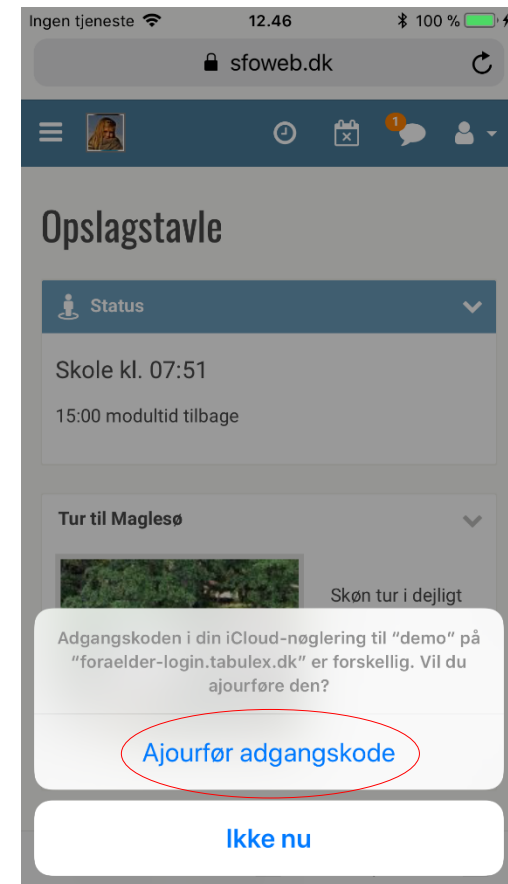 Ingen tjeneste 12.46 100 %
sfoweb.dk
1
Opslagstavle
Status
Skole kl. 07:51
15:00 modultid tilbage
Tur til Maglesø
Skøn tur i dejligt
Adgangskoden i din iCloud-nøglering til “demo” på
“foraelder-login.tabulex.dk” er forskellig. Vil du
ajourføre den?
Ajourfør adgangskode
Ikke nu